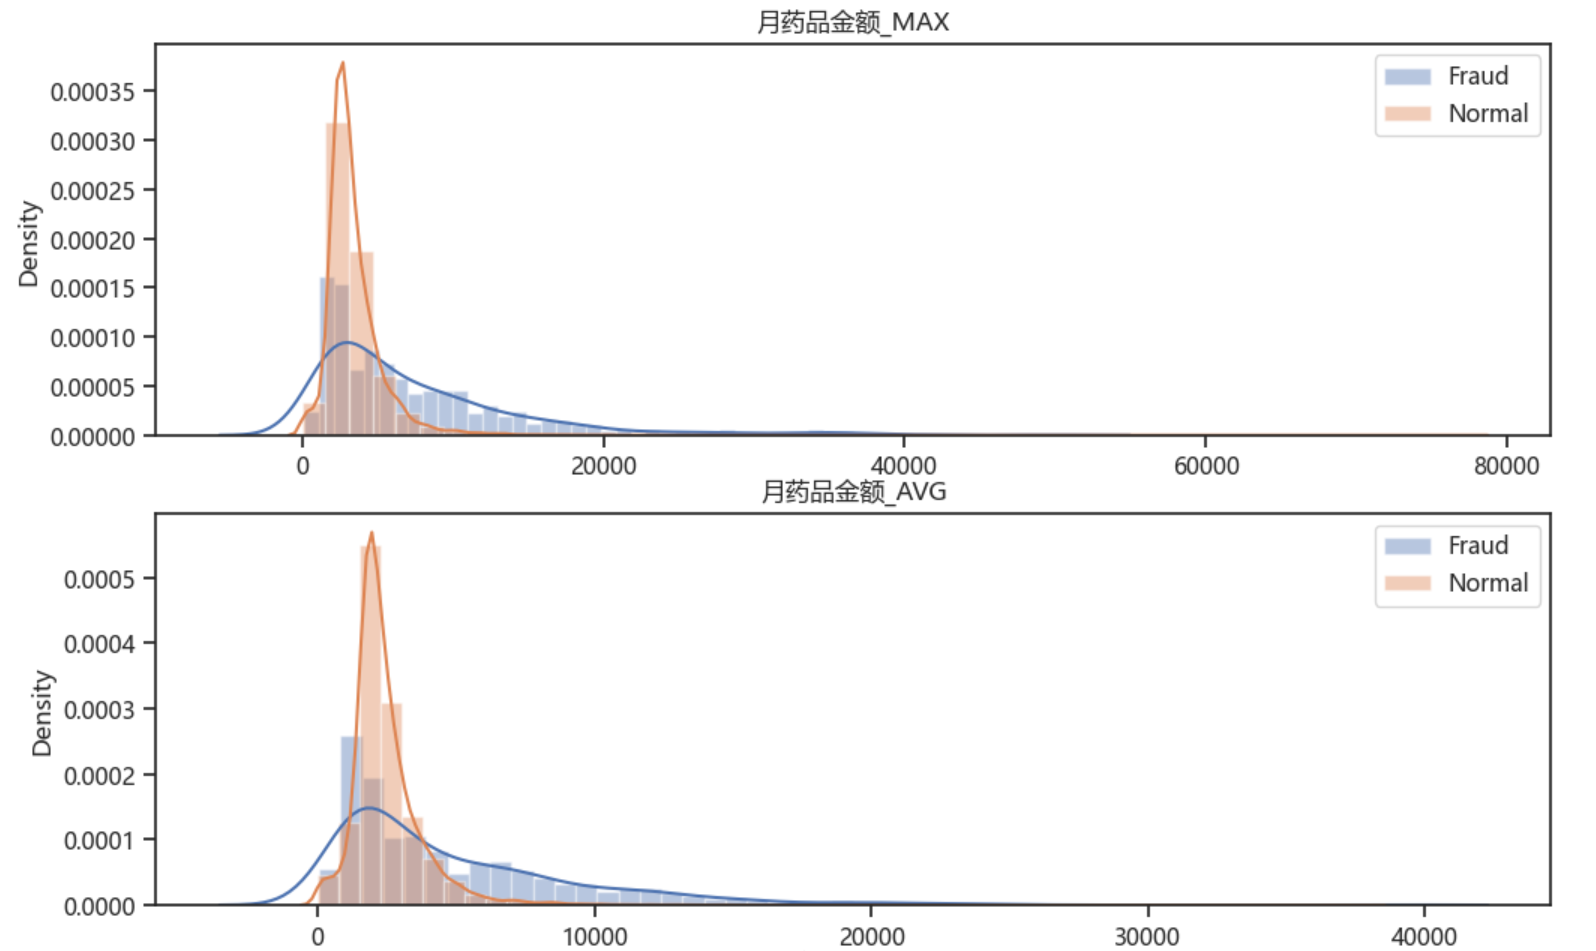 月药品金额_MAX
Fraud
Normal
Density
0.00035
0.00030
0.00025
0.00020
0.00015
0.00010
0.00005
0.00000
0 20000 40000 60000 80000
月药品金额_AVG
Fraud
Normal
Density
0.0005
0.0004
0.0003
0.0002
0.0001
0.0000
0 10000 20000 30000 40000